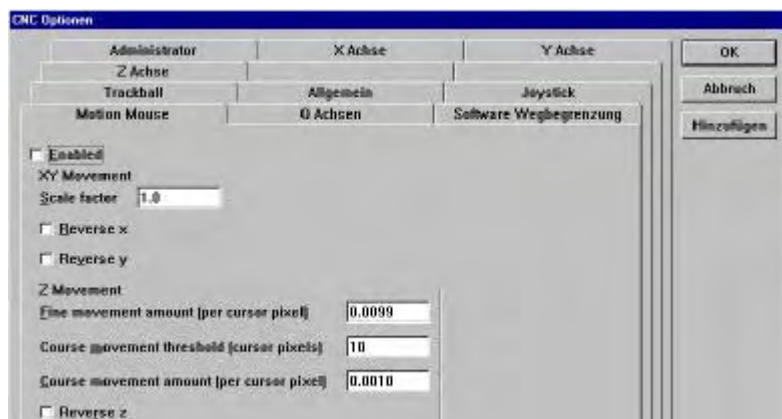 CNC Optionen
Administrator X Achse Y Achse OK
Z Achse
Trackball Allgemein Joystick Abbruch
Motion Mouse Q Achsen Software Wegbegrenzung Hinzufügen
Enabled
XY Movement
Scale factor 1.0
Reverse x
Reverse y
Z Movement
Fine movement amount (per cursor pixel) 0.0099
Course movement threshold (cursor pixels) 10
Course movement amount (per cursor pixel) 0.0010
Reverse z